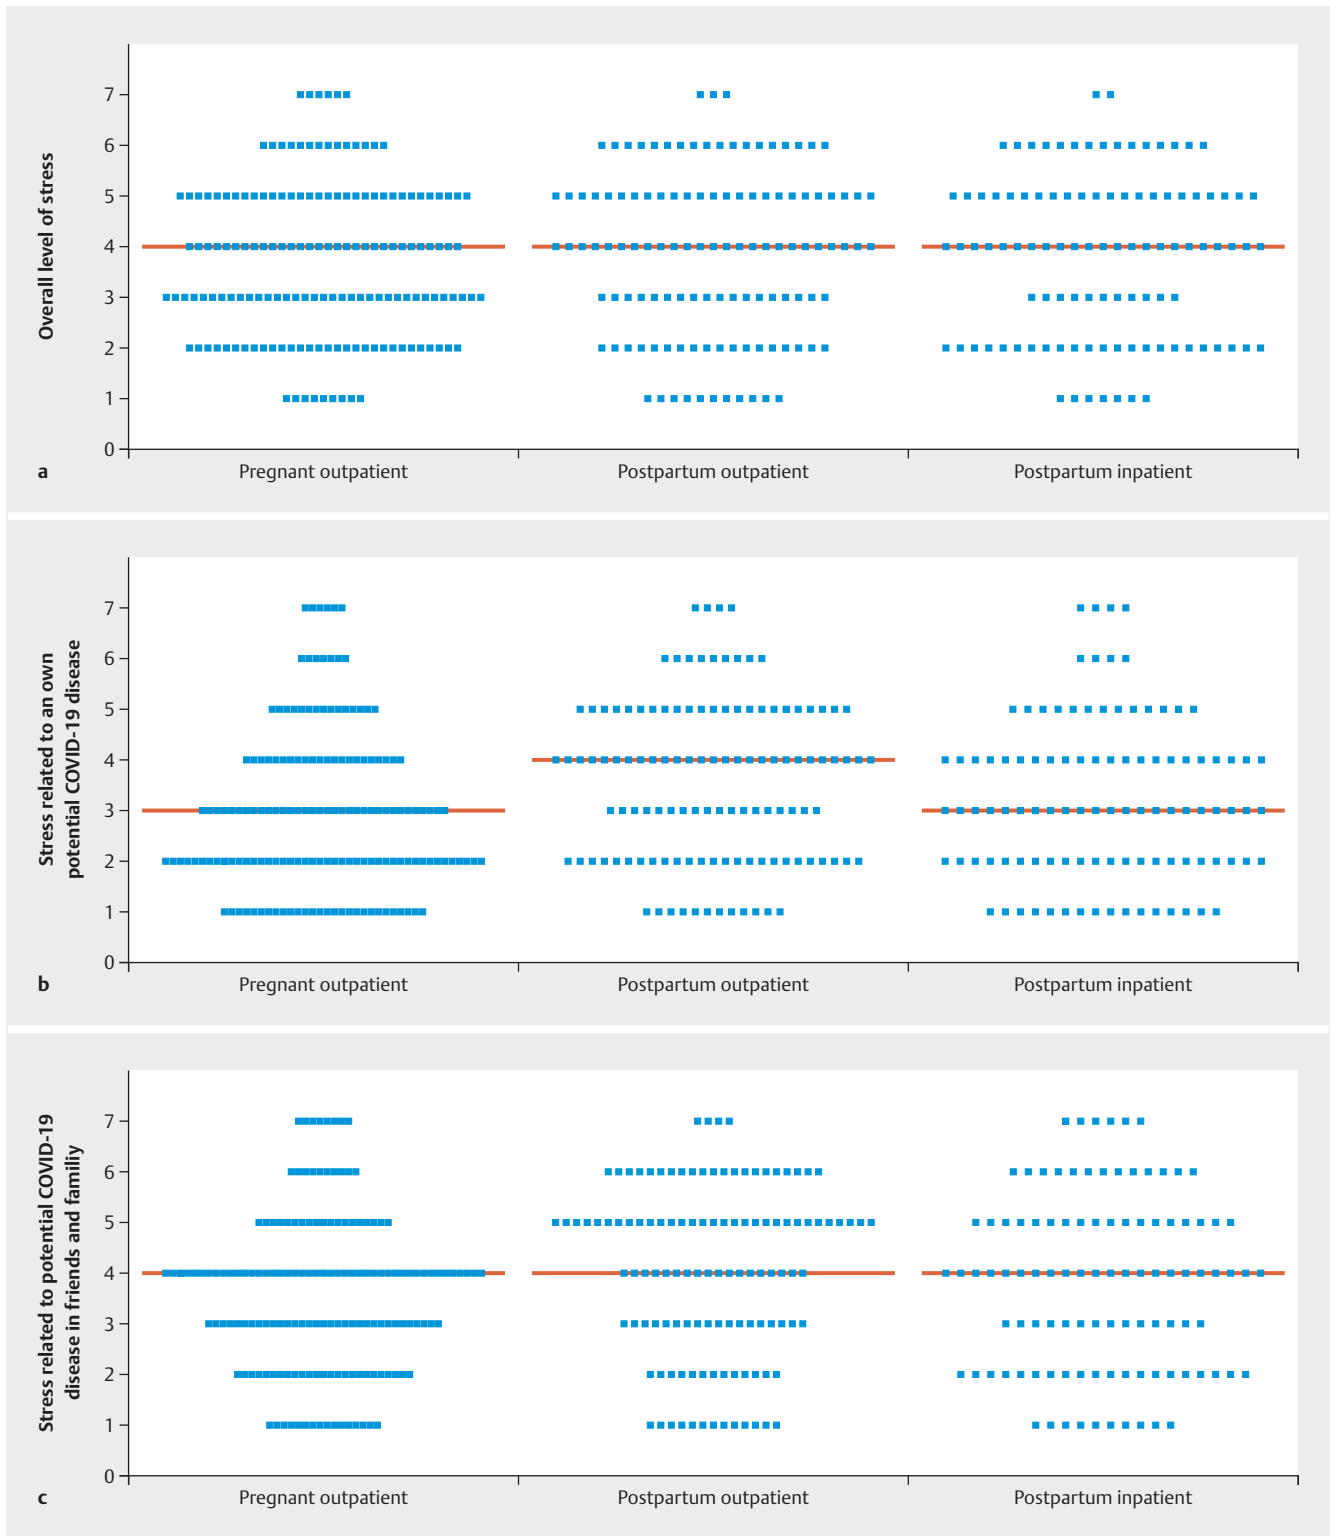 Overall level of stress
7
6
5
4
3
2
1
0
Pregnant outpatient
Postpartum outpatient
Postpartum inpatient
a
Stress related to an own
potential COVID-19 disease
7
6
5
4
3
2
1
0
Pregnant outpatient
Postpartum outpatient
Postpartum inpatient
b
Stress related to potential COVID-19
disease in friends and familiy
7
6
5
4
3
2
1
0
Pregnant outpatient
Postpartum outpatient
Postpartum inpatient
c